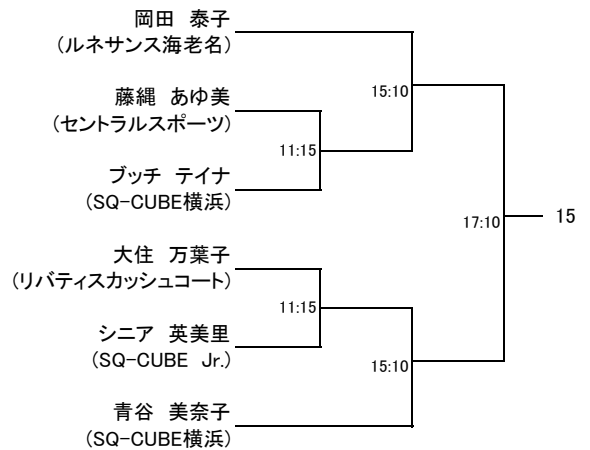 岡田　泰子
（ルネサンス海老名）
15:10
藤縄　あゆ美
（セントラルスポーツ）
11:15
ブッチ　テイナ
（SQ-CUBE横浜）
17:10
15
大住　万葉子
（リバティスカッシュコート）
11:15
シニア　英美里
（SQ-CUBE　Jr.）
15:10
青谷　美奈子
（SQ-CUBE横浜）